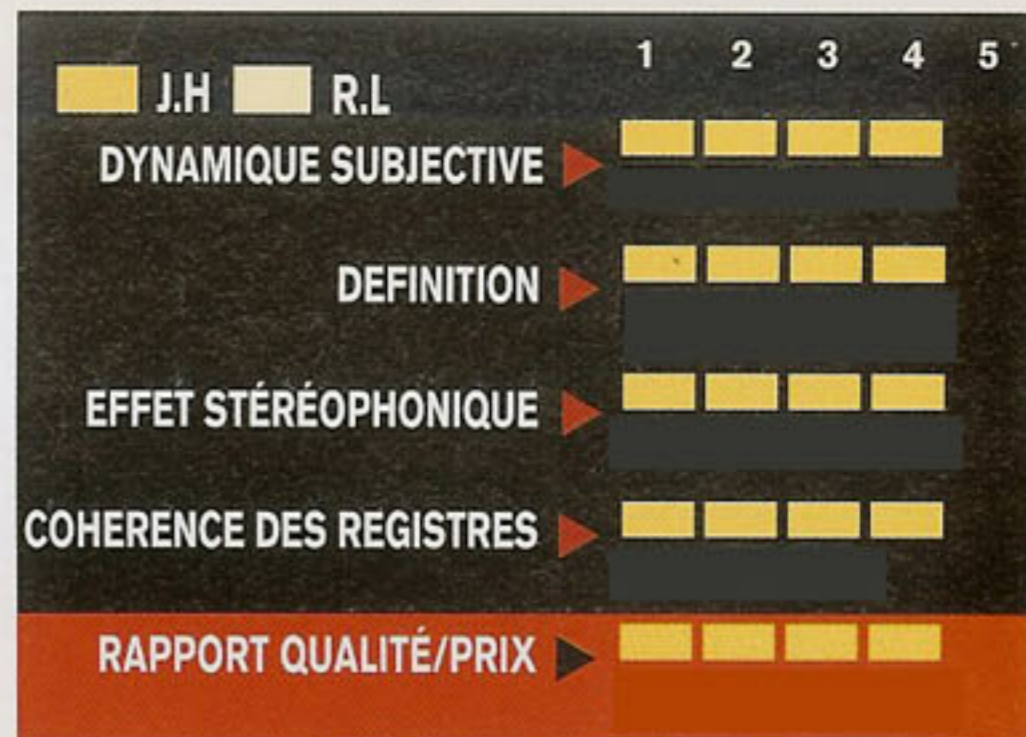 1 2 3 4 5
J.H R.L
DYNAMIQUE SUBJECTIVE
DEFINITION
EFFET STÉRÉOPHONIQUE
COHERENCE DES REGISTRES
RAPPORT QUALITÉ/PRIX